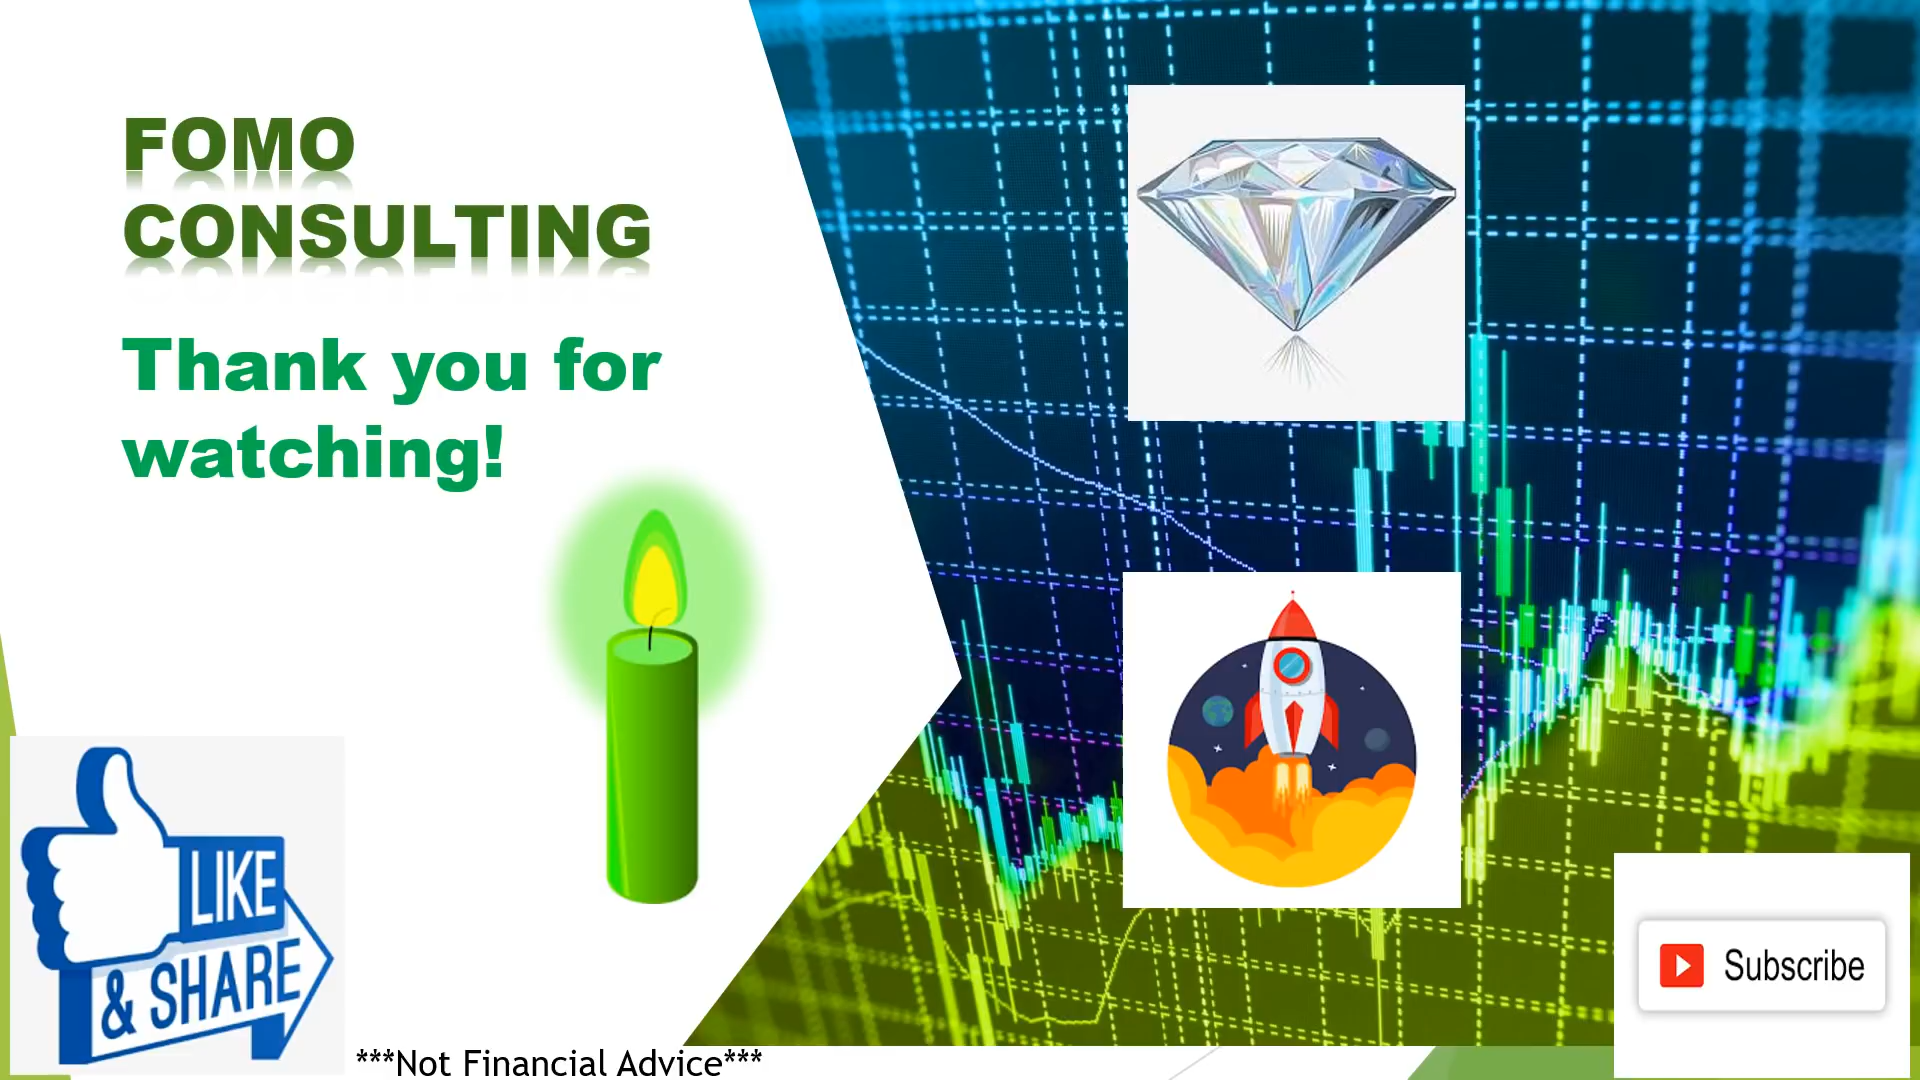 FOMO
CONSULTING
Thank you for
watching!
LIKE
& SHARE
***Not Financial Advice***
Subscribe